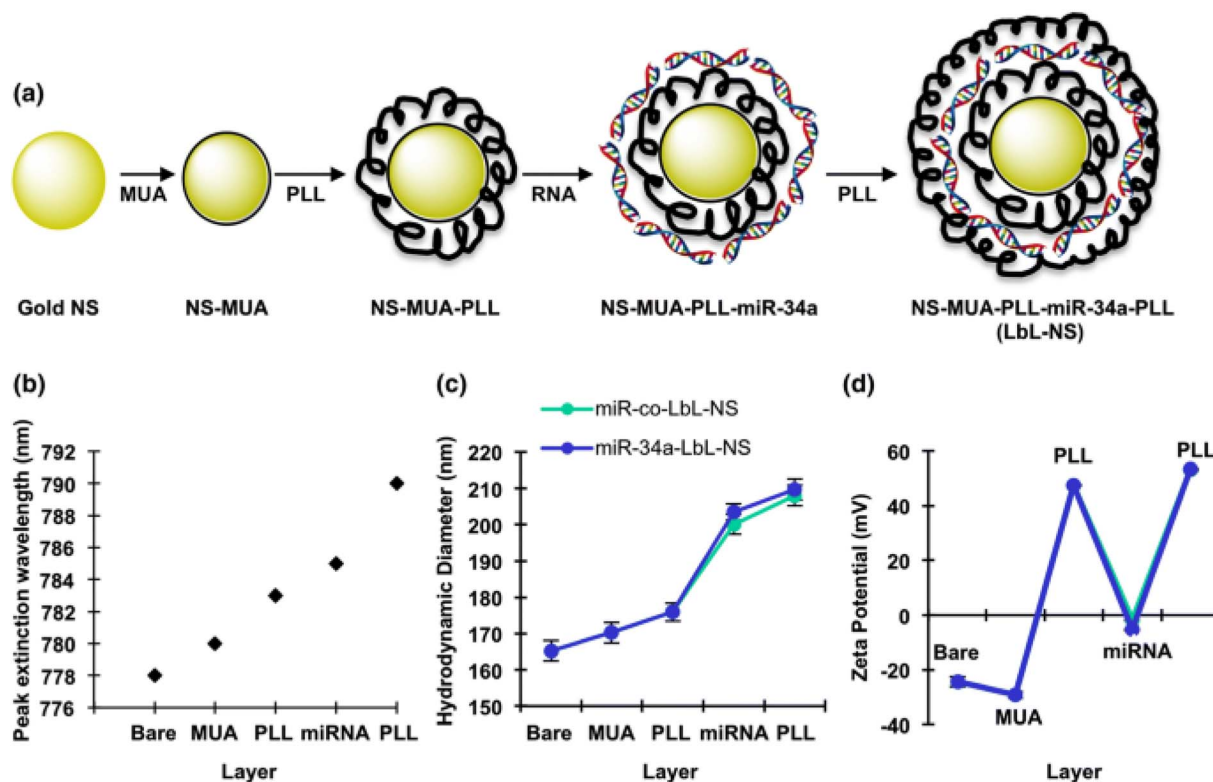 (a)
MUA
PLL
RNA
PLL
Gold NS
NS-MUA
NS-MUA-PLL
NS-MUA-PLL-miR-34a
NS-MUA-PLL-miR-34a-PLL
(LbL-NS)
(b)
Peak extinction wavelength (nm)
792
790
788
786
784
782
780
778
776
Bare MUA PLL miRNA PLL
Layer
(c)
miR-co-LbL-NS
miR-34a-LbL-NS
Hydrodynamic Diameter (nm)
220
210
200
190
180
170
160
150
Bare MUA PLL miRNA PLL
Layer
(d)
Zeta Potential (mV)
60
40
20
0
-20
-40
Bare
MUA
PLL
miRNA
PLL
Layer